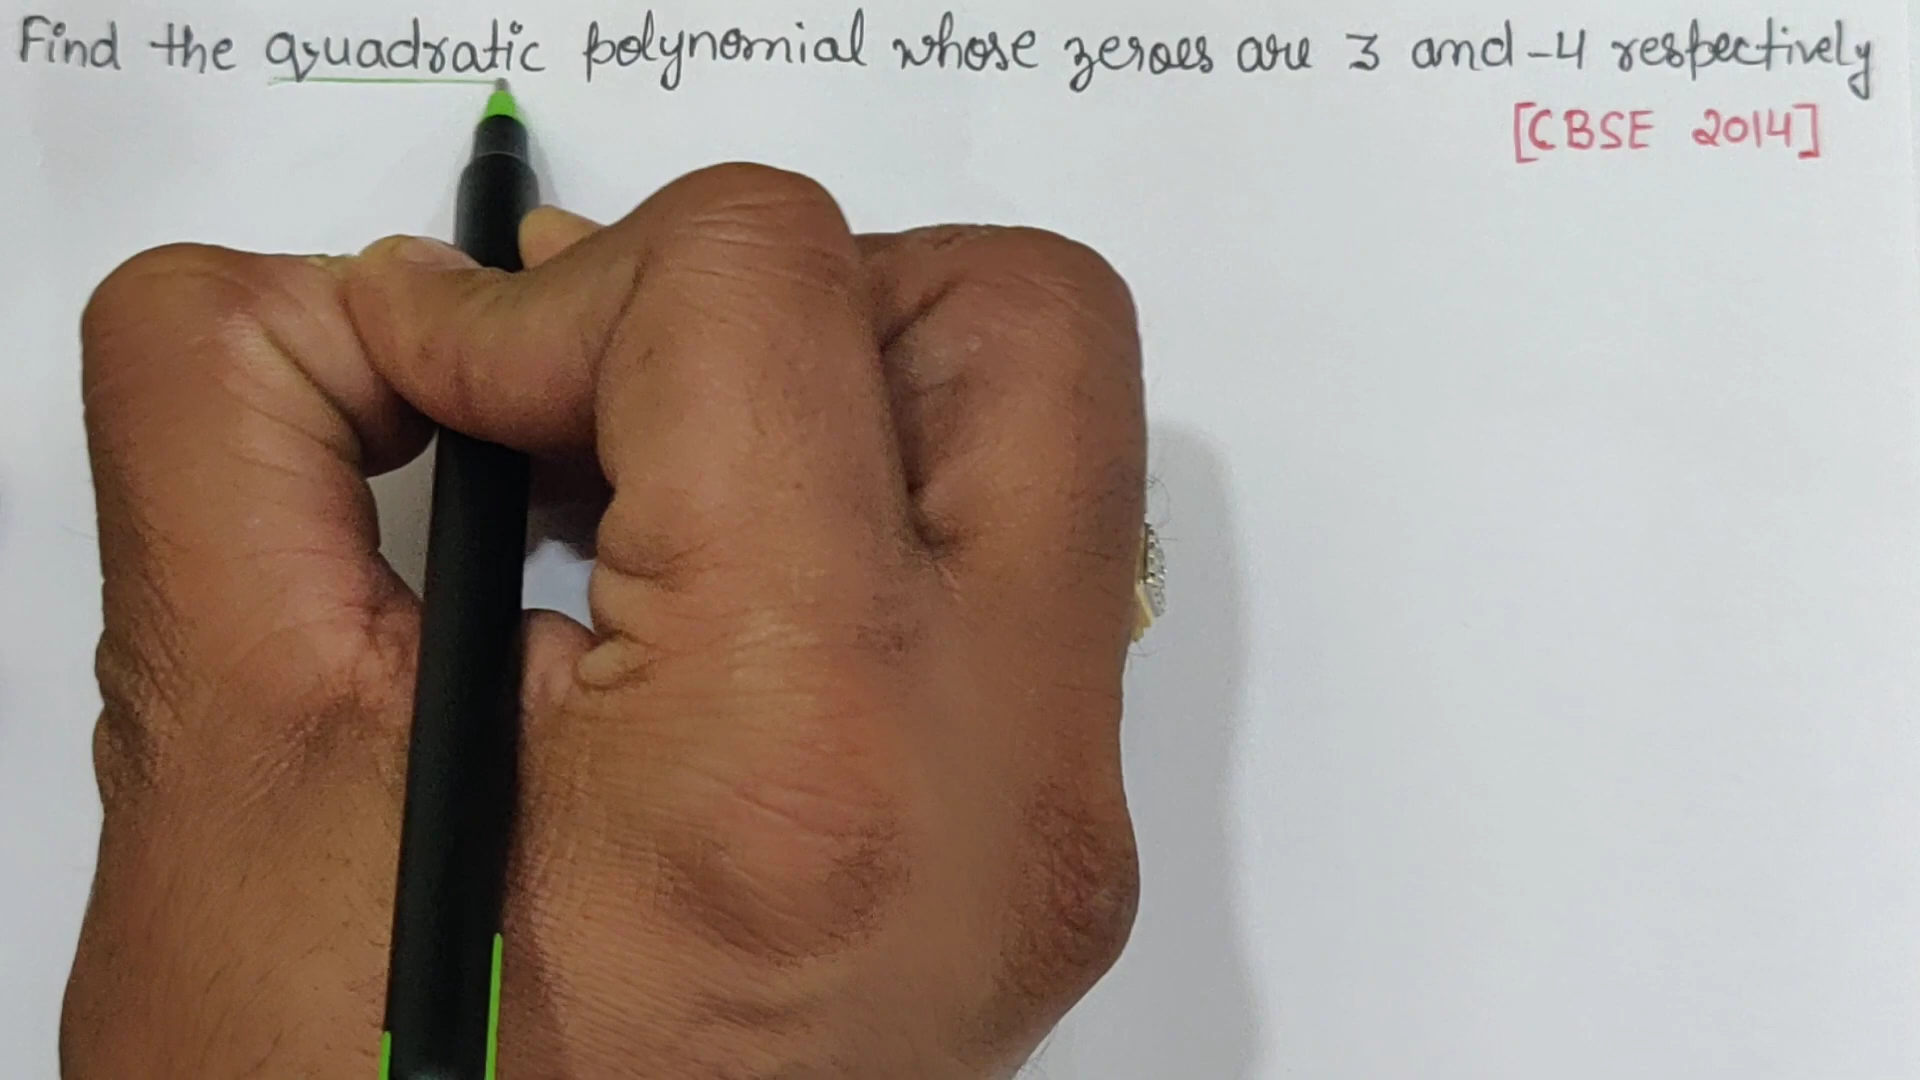 Find the quadratic polynomial whose zeroes are 3 and -4 respectively
[CBSE 2014]